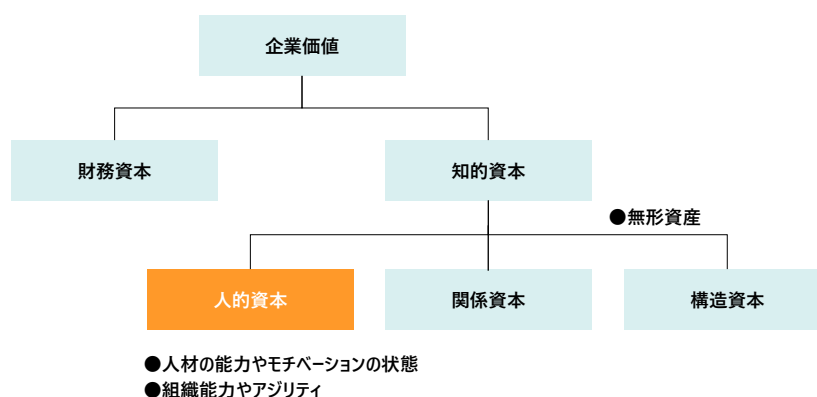 企業価値
財務資本
知的資本
●無形資産
人的資本
関係資本
構造資本
●人材の能力やモチベーションの状態
●組織能力やアジリティ